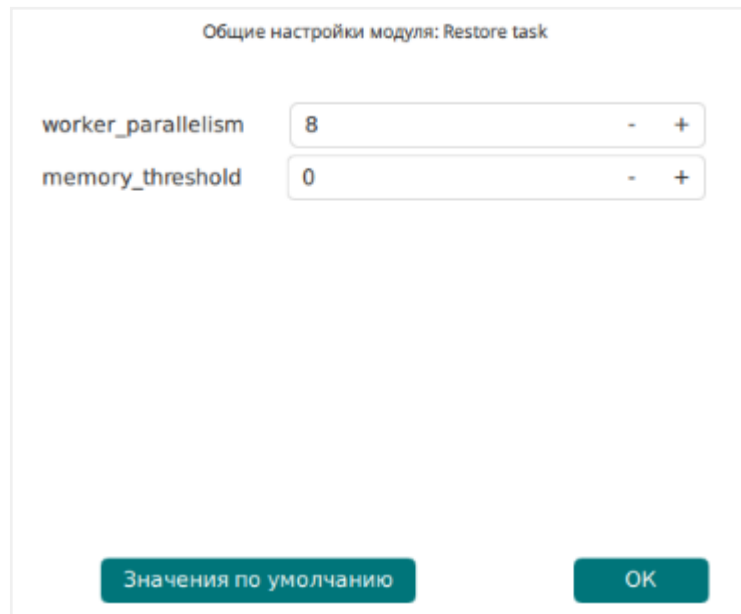 Общие настройки модуля: Restore task
worker_parallelism 8 - +
memory_threshold 0 - +
Значения по умолчанию OK